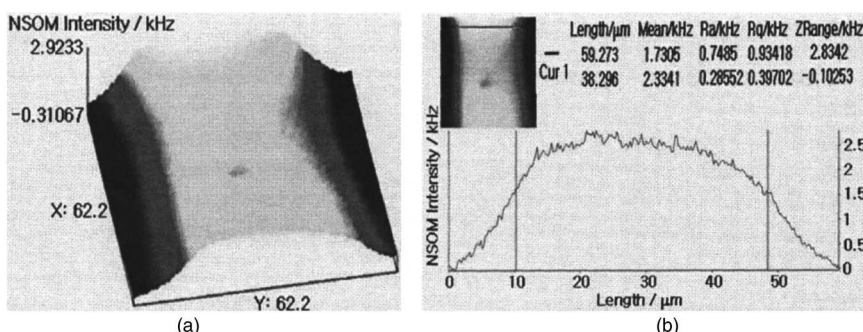 NSOM Intensity / kHz
2.9233
-0.31067
X: 62.2
Y: 62.2
(a)
Length/μm Mean/kHz Ra/kHz Rq/kHz ZRange/kHz
59.273 1.7305 0.7485 0.93418 2.8342
Cur 1 38.296 2.3341 0.28552 0.39702 -0.10253
NSOM Intensity / kHz
2.5
2
1.5
1
0.5
0
0 10 20 30 40 50
Length / μm
(b)